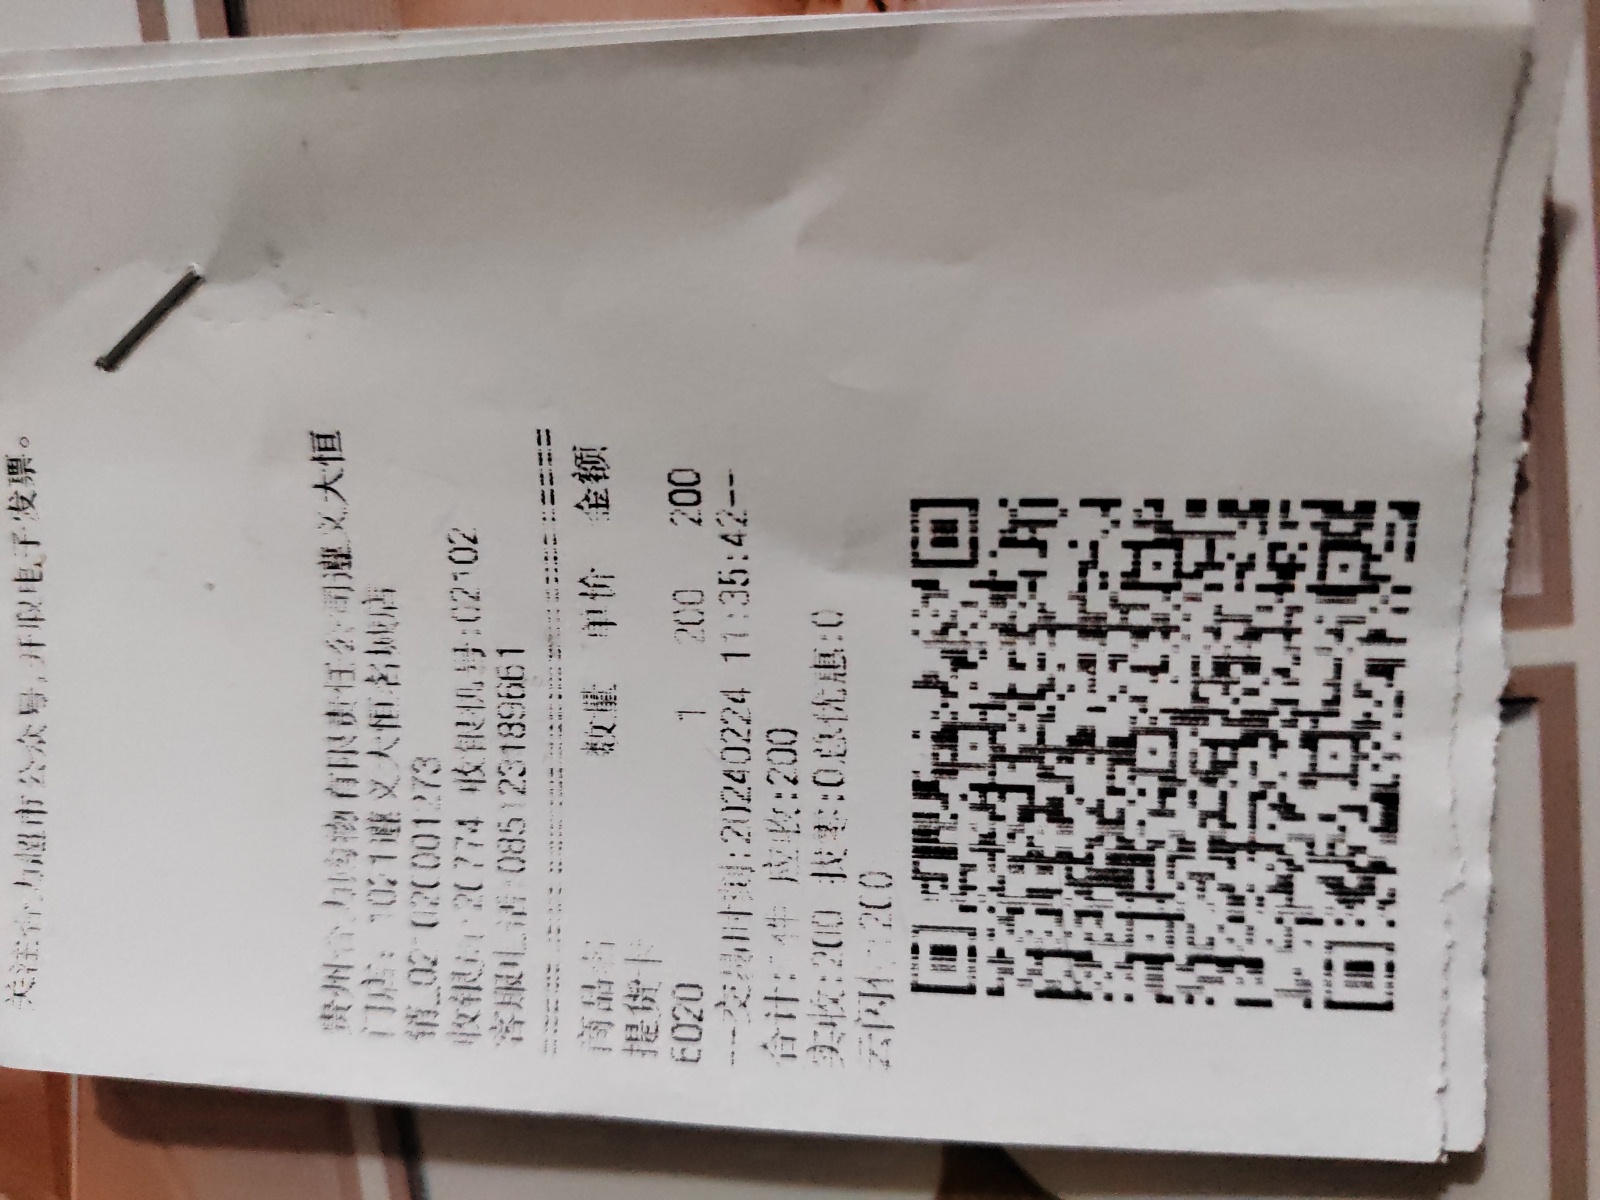 关注合力超市公众号,开取电子发票。
贵州合力购物有限责任公司遵义大恒
门店: 1021遵义大恒名城店
销_021020001273
收银员:20774 收银机号:02102
客服电话:085123189661
商品名 数量 单价 金额
提货卡
6020 1 200 200
---交易时间:20240224 11:35:42--
合计:1件 应收:200
实收:200 扶零:0总优惠:0
云闪付:200